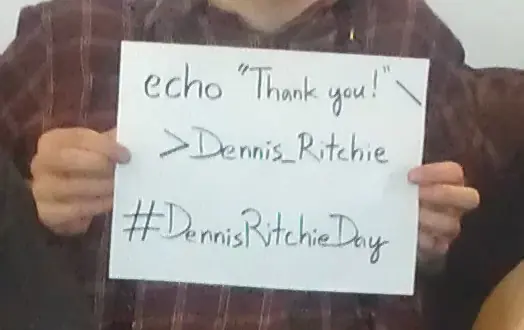 echo "Thank you!" \
>Dennis_Ritchie
#DennisRitchieDay